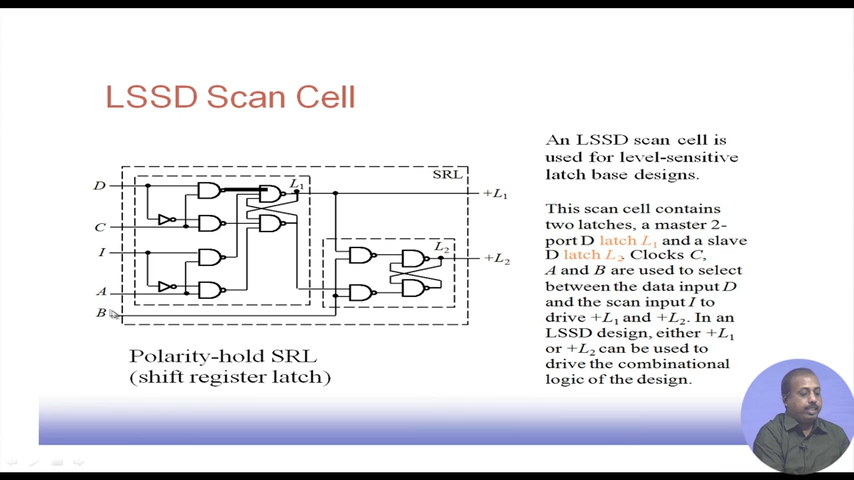 LSSD Scan Cell
SRL
D
L1
+L1
C
I
L2
+L2
A
B
Polarity-hold SRL
(shift register latch)
An LSSD scan cell is
used for level-sensitive
latch base designs.
This scan cell contains
two latches, a master 2-
port D latch L1 and a slave
D latch L2. Clocks C,
A and B are used to select
between the data input D
and the scan input I to
drive +L1 and +L2. In an
LSSD design, either +L1
or +L2 can be used to
drive the combinational
logic of the design.